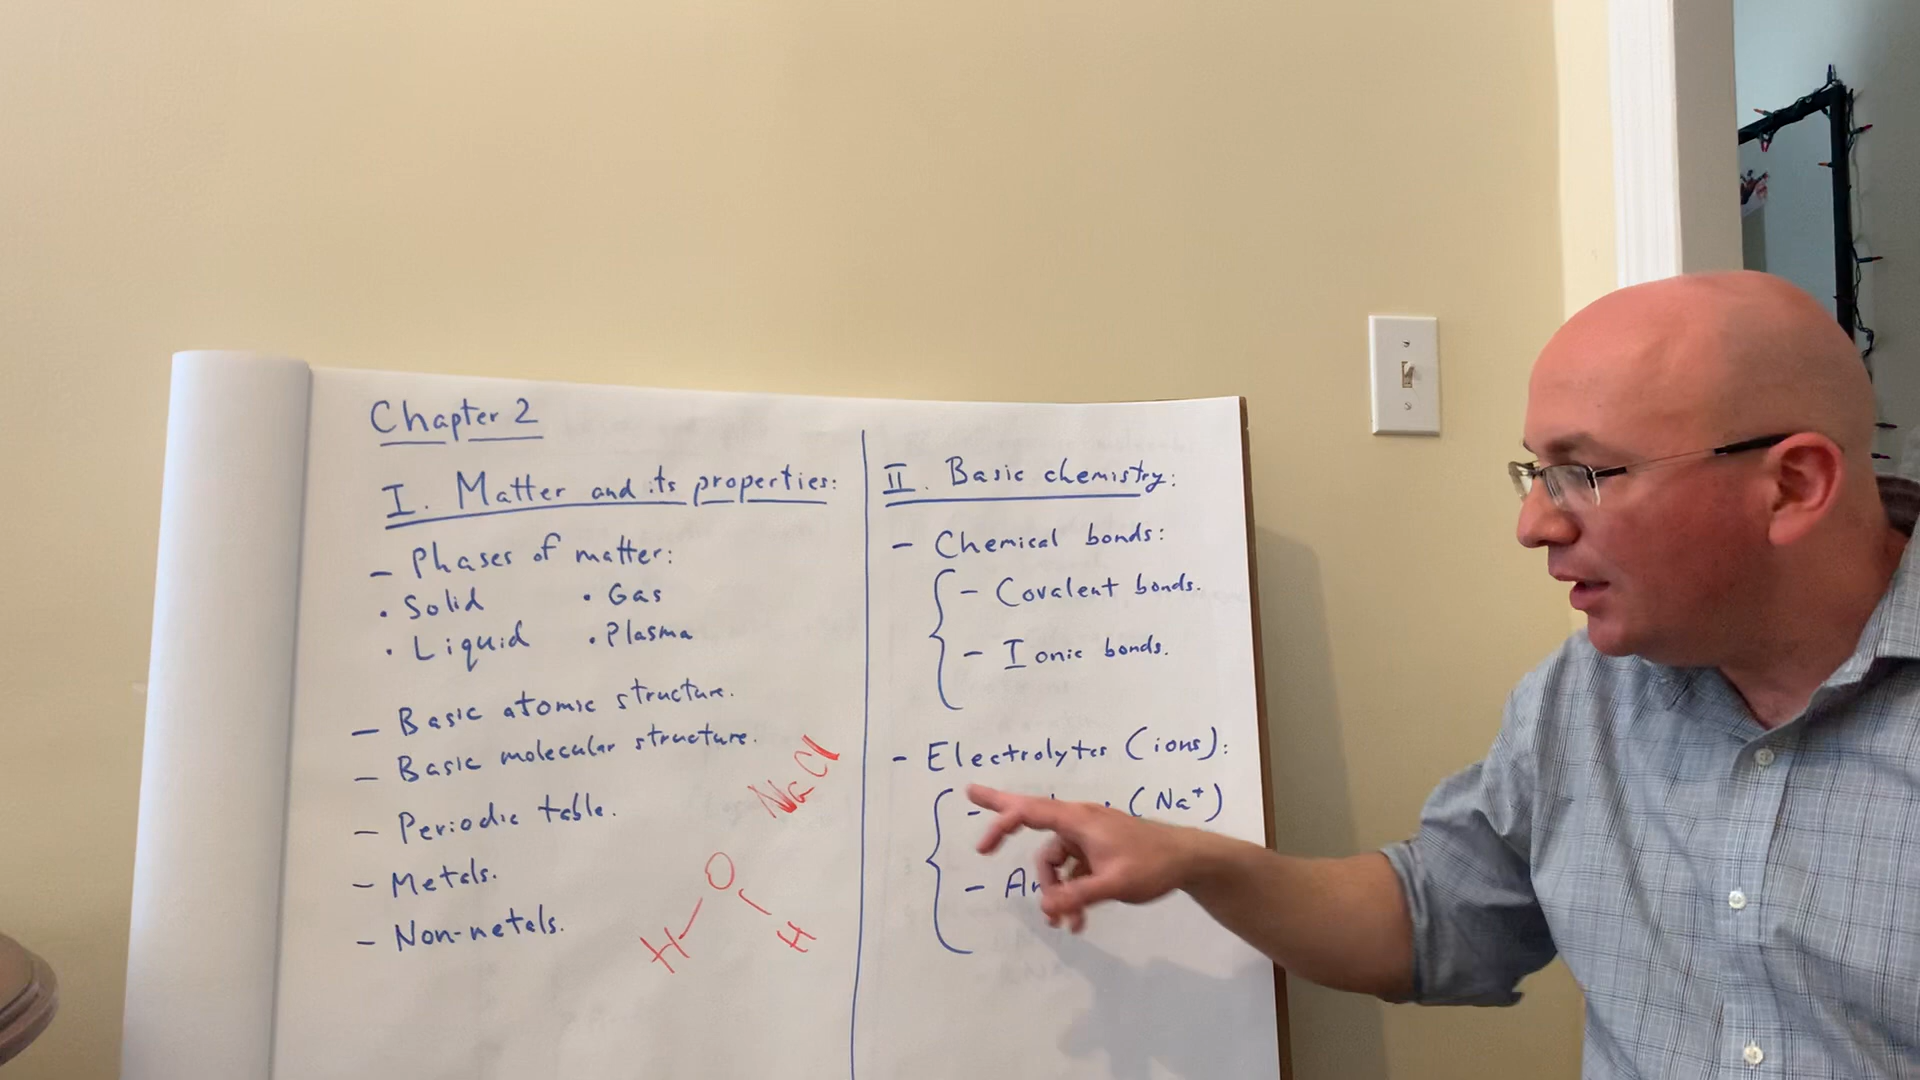 Chapter 2
I. Matter and its properties:
- Phases of matter:
• Solid • Gas
• Liquid • Plasma
- Basic atomic structure.
- Basic molecular structure.
- Periodic table.
- Metals.
- Non-metals.
NaCl
O
H
H
II. Basic chemistry:
- Chemical bonds:
- Covalent bonds.
- Ionic bonds.
- Electrolytes (ions):
- (Na+)
-